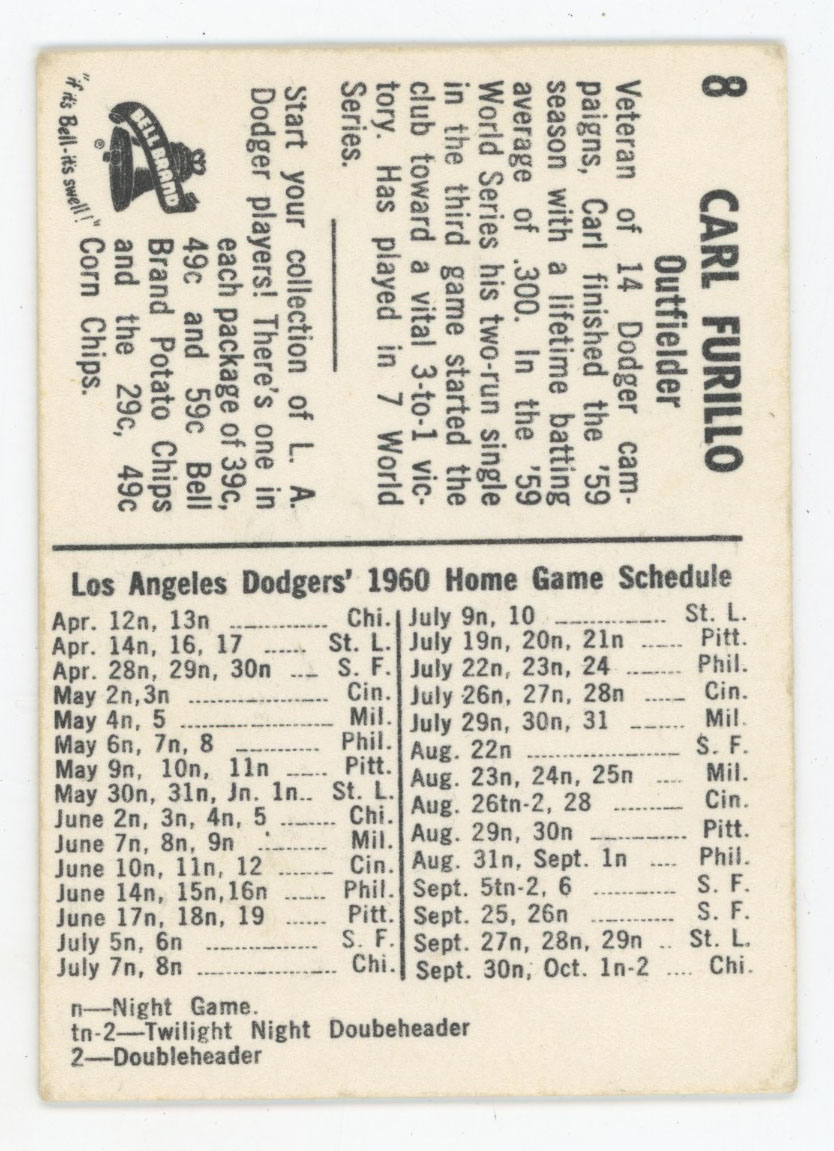 8 CARL FURILLO
Outfielder
Veteran of 14 Dodger cam-
paigns, Carl finished the '59
season with a lifetime batting
average of .300. In the '59
World Series his two-run single
in the third game started the
club toward a vital 3-to-1 vic-
tory. Has played in 7 World
Series.
Start your collection of L. A.
Dodger players! There's one in
each package of 39c,
49c and 59c Bell
Brand Potato Chips
and the 29c, 49c
Corn Chips.
BELL BRAND
®
"if it's Bell-it's swell!"
Los Angeles Dodgers' 1960 Home Game Schedule
Apr. 12n, 13n ............... Chi.
Apr. 14n, 16, 17 ...... St. L.
Apr. 28n, 29n, 30n .... S. F.
May 2n,3n ..................... Cin.
May 4n, 5 ...................... Mil.
May 6n, 7n, 8 ............ Phil.
May 9n, 10n, 11n ...... Pitt.
May 30n, 31n, Jn. 1n.. St. L.
June 2n, 3n, 4n, 5 ........ Chi.
June 7n, 8n, 9n .......... Mil.
June 10n, 11n, 12 ........ Cin.
June 14n, 15n,16n ...... Phil.
June 17n, 18n, 19 ...... Pitt.
July 5n, 6n ................ S. F.
July 7n, 8n .................... Chi.
July 9n, 10 .................. St. L.
July 19n, 20n, 21n ...... Pitt.
July 22n, 23n, 24 ........ Phil.
July 26n, 27n, 28n ...... Cin.
July 29n, 30n, 31 ........ Mil.
Aug. 22n ...................... S. F.
Aug. 23n, 24n, 25n .... Mil.
Aug. 26tn-2, 28 .......... Cin.
Aug. 29n, 30n .............. Pitt.
Aug. 31n, Sept. 1n .... Phil.
Sept. 5tn-2, 6 ............ S. F.
Sept. 25, 26n ............ S. F.
Sept. 27n, 28n, 29n .. St. L.
Sept. 30n, Oct. 1n-2 .... Chi.
n—Night Game.
tn-2—Twilight Night Doubeheader
2—Doubleheader